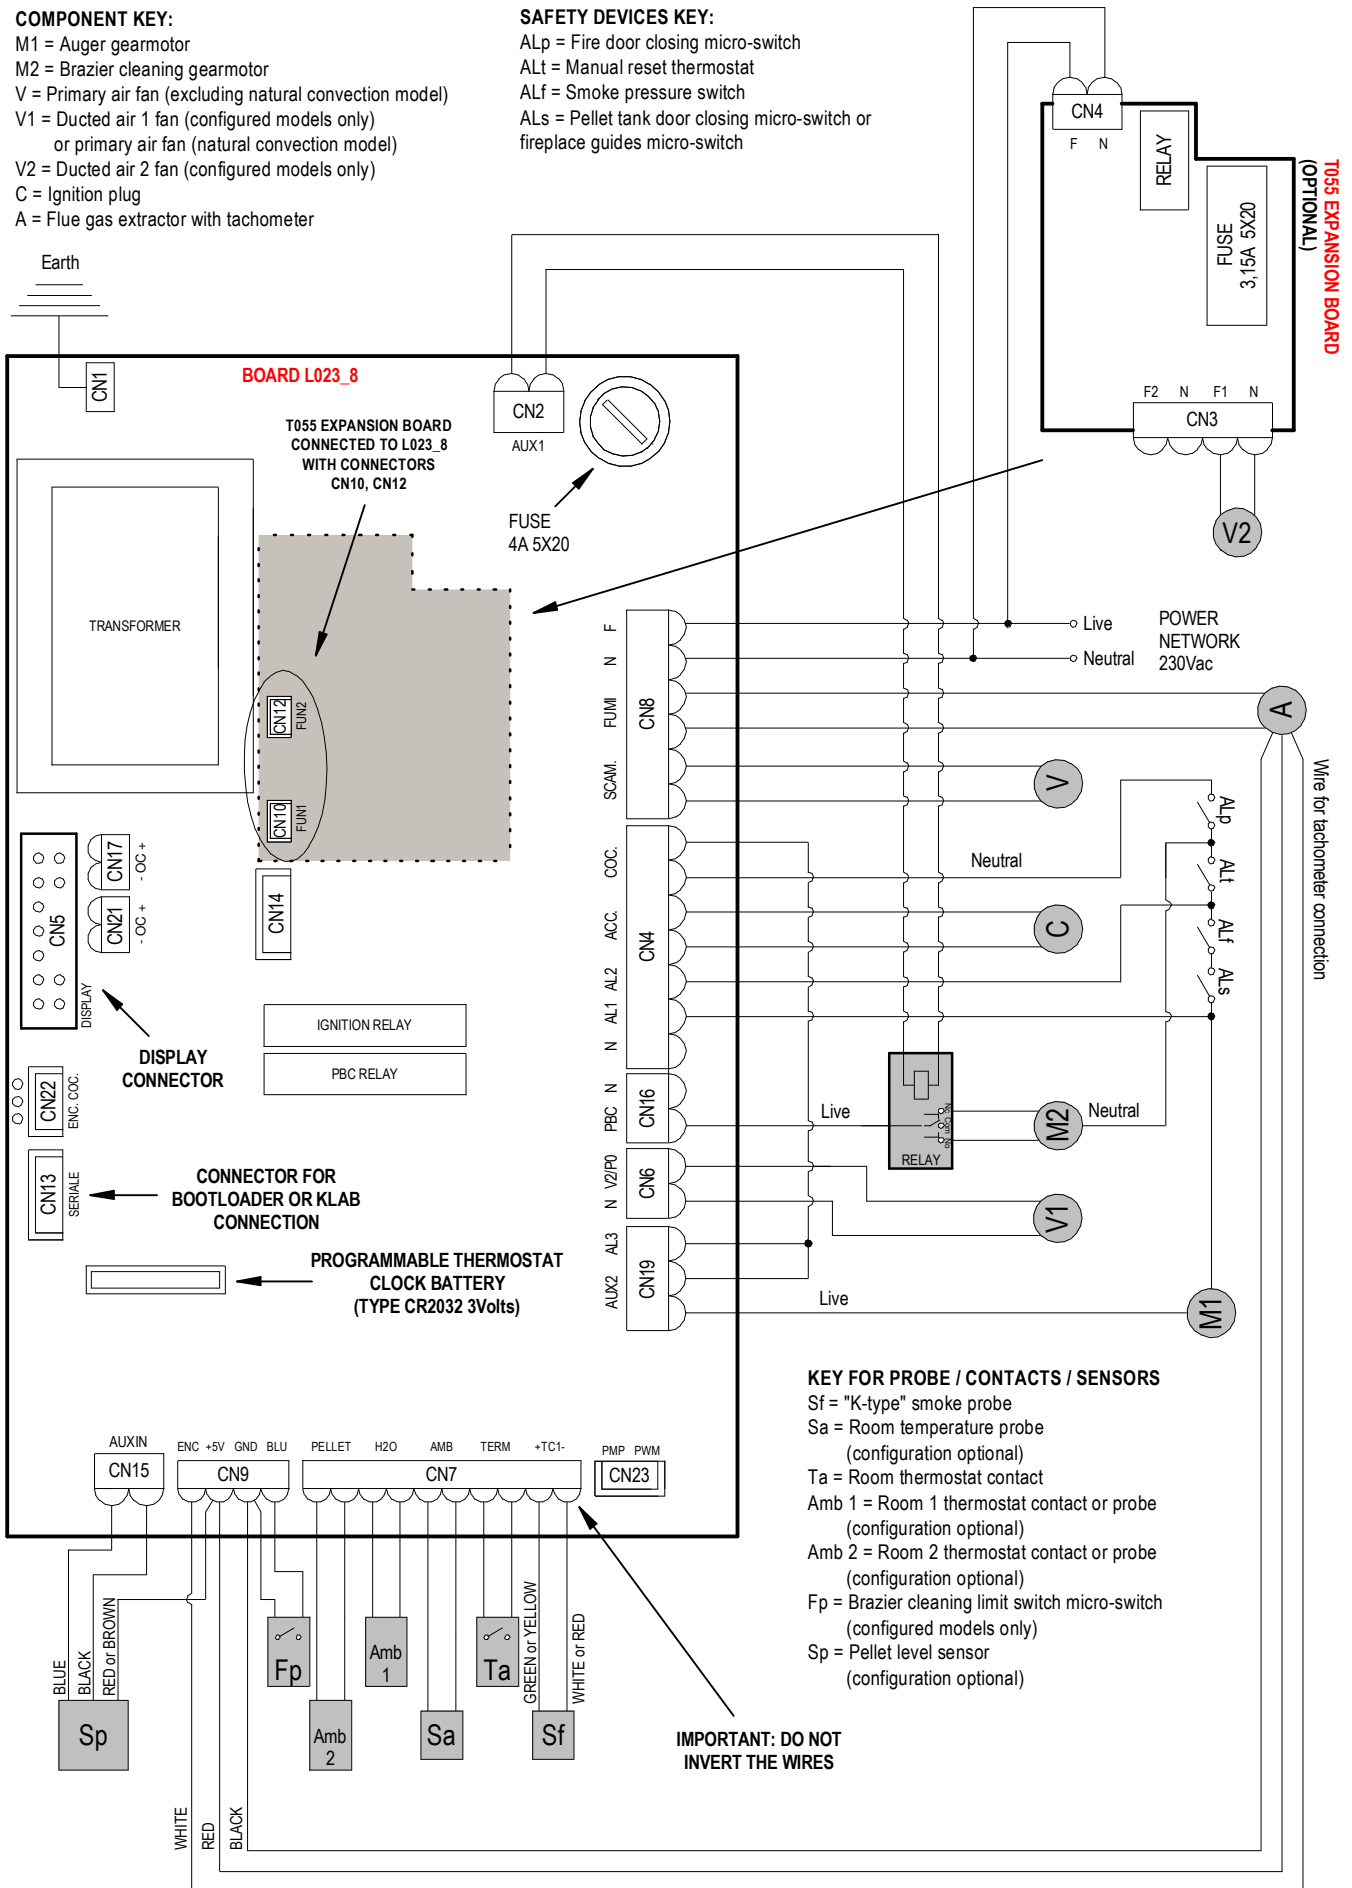 COMPONENT KEY:
M1 = Auger gearmotor
M2 = Brazier cleaning gearmotor
V = Primary air fan (excluding natural convection model)
V1 = Ducted air 1 fan (configured models only)
or primary air fan (natural convection model)
V2 = Ducted air 2 fan (configured models only)
C = Ignition plug
A = Flue gas extractor with tachometer
SAFETY DEVICES KEY:
ALp = Fire door closing micro-switch
ALt = Manual reset thermostat
ALf = Smoke pressure switch
ALs = Pellet tank door closing micro-switch or
fireplace guides micro-switch
CN4
F N
RELAY
FUSE
3,15A 5X20
T055 EXPANSION BOARD
(OPTIONAL)
F2 N F1 N
CN3
V2
Earth
CN1
BOARD L023_8
CN2
AUX1
T055 EXPANSION BOARD
CONNECTED TO L023_8
WITH CONNECTORS
CN10, CN12
FUSE
4A 5X20
TRANSFORMER
CN12
FUN2
CN10
FUN1
F
N
FUMI
SCAM.
CN8
Live
Neutral
POWER
NETWORK
230Vac
A
Wire for tachometer connection
V
ALp
ALt
ALf
ALs
Neutral
C
COC.
ACC.
AL2
AL1
N
CN4
CN17
- OC +
CN21
- OC +
CN5
DISPLAY
CN14
IGNITION RELAY
PBC RELAY
DISPLAY
CONNECTOR
CN22
ENC. COC.
N
PBC
CN16
Live
No Com No
RELAY
M2
Neutral
CN13
SERIALE
CONNECTOR FOR
BOOTLOADER OR KLAB
CONNECTION
V2/P0
N
CN6
V1
PROGRAMMABLE THERMOSTAT
CLOCK BATTERY
(TYPE CR2032 3Volts)
AL3
AUX2
CN19
Live
M1
KEY FOR PROBE / CONTACTS / SENSORS
Sf = "K-type" smoke probe
Sa = Room temperature probe
(configuration optional)
Ta = Room thermostat contact
Amb 1 = Room 1 thermostat contact or probe
(configuration optional)
Amb 2 = Room 2 thermostat contact or probe
(configuration optional)
Fp = Brazier cleaning limit switch micro-switch
(configured models only)
Sp = Pellet level sensor
(configuration optional)
AUXIN
CN15
ENC +5V GND BLU
CN9
PELLET H2O AMB TERM +TC1-
CN7
PMP PWM
CN23
BLUE
BLACK
RED or BROWN
Sp
Fp
Amb
2
Amb
1
Sa
Ta
GREEN or YELLOW
Sf
WHITE or RED
IMPORTANT: DO NOT
INVERT THE WIRES
WHITE
RED
BLACK